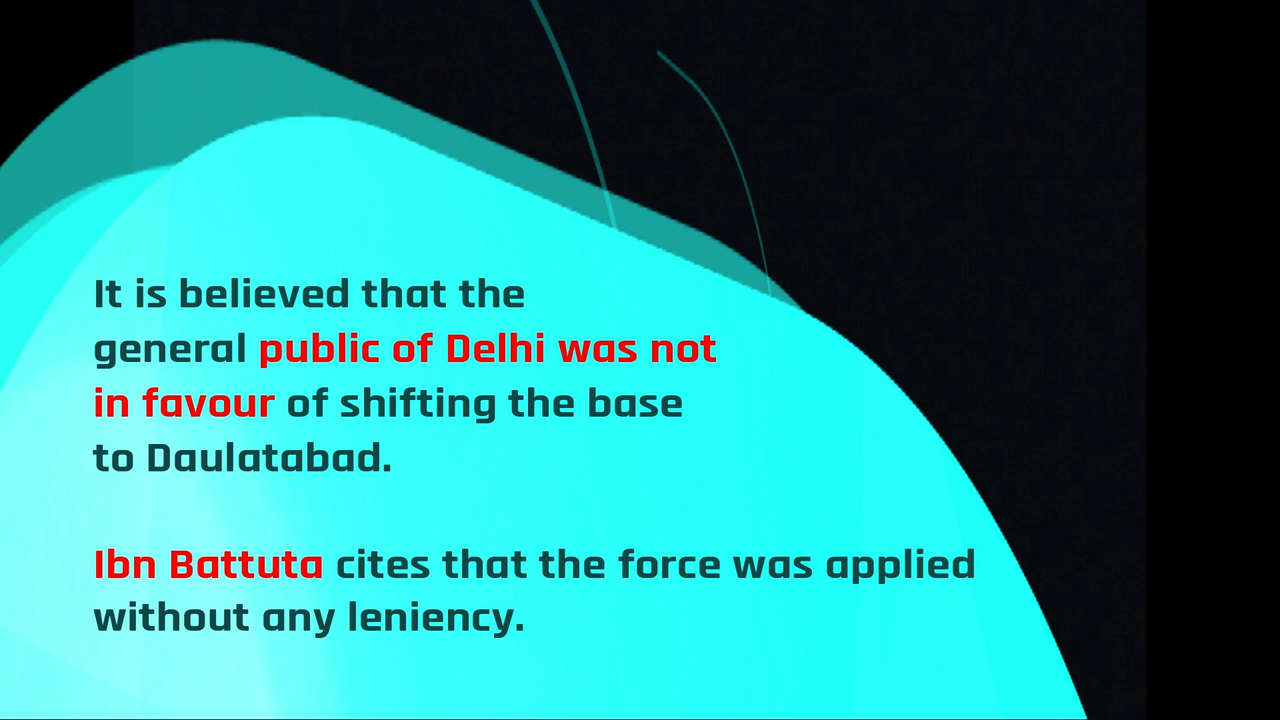 It is believed that the
general public of Delhi was not
in favour of shifting the base
to Daulatabad.
Ibn Battuta cites that the force was applied
without any leniency.